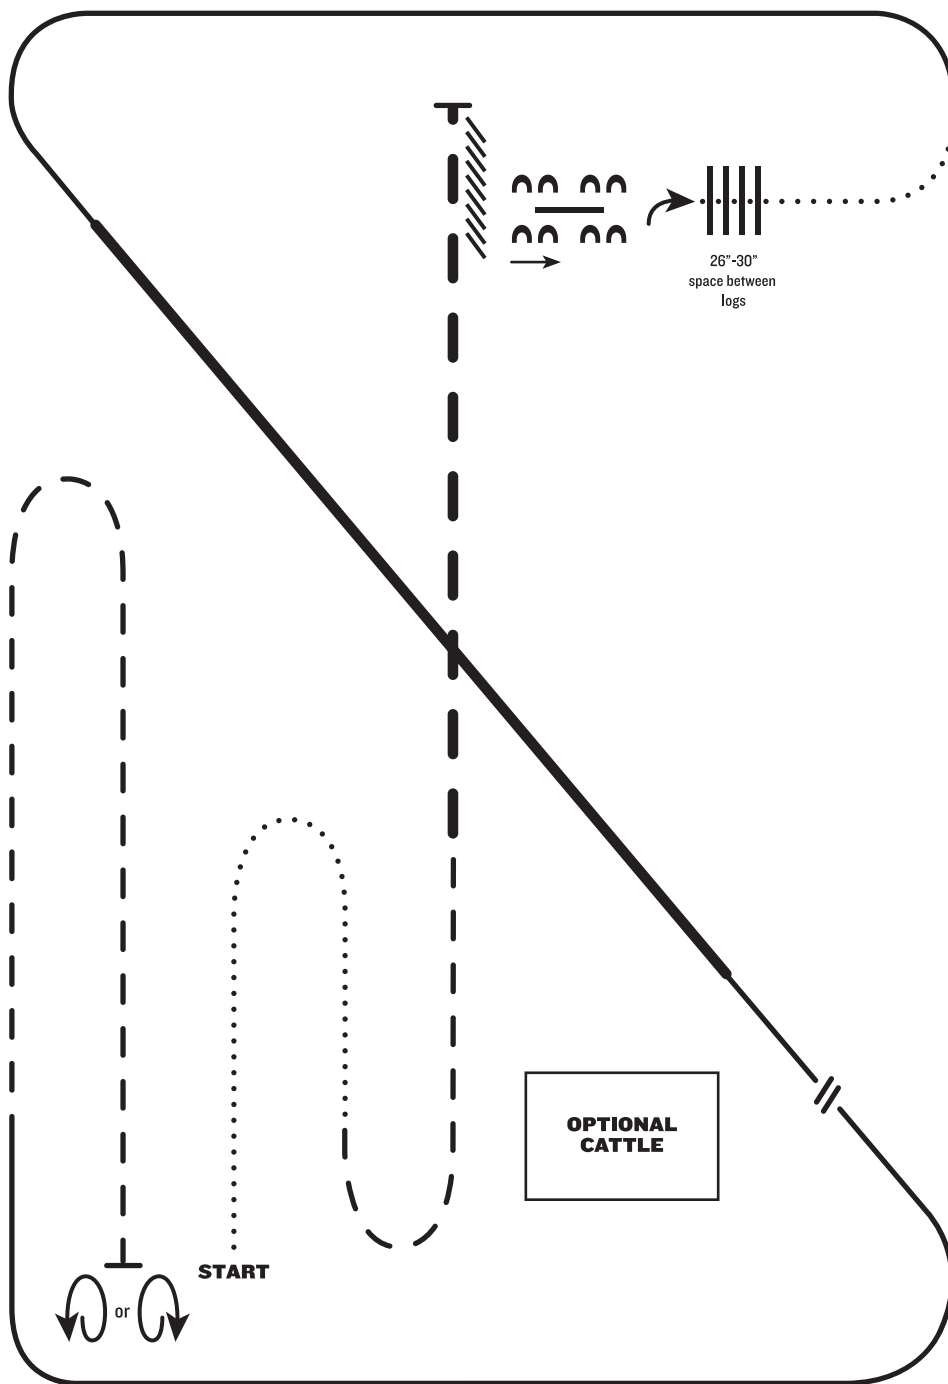 26”-30”
space between
logs
OPTIONAL
CATTLE
START
or